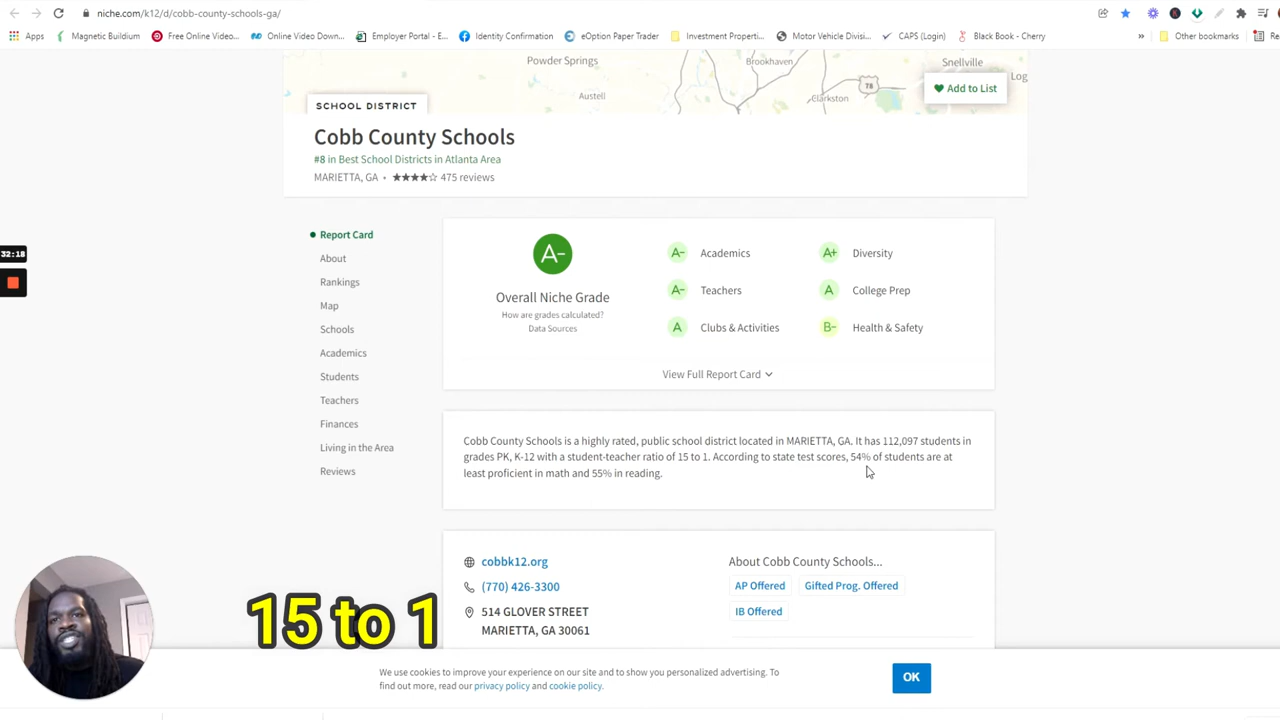 niche.com/k12/d/cobb-county-schools-ga/
Apps
Magnetic Buildium
Free Online Video...
Online Video Down...
Employer Portal - E...
Identity Confirmation
eOption Paper Trader
Investment Properti...
Motor Vehicle Divisi...
CAPS (Login)
Black Book - Cherry
»
Other bookmarks
Powder Springs
Brookhaven
Snellville
Austell
Clarkston
78
Log
Add to List
SCHOOL DISTRICT
Cobb County Schools
#8 in Best School Districts in Atlanta Area
MARIETTA, GA • ★★★★☆ 475 reviews
32:18
Report Card
About
Rankings
Map
Schools
Academics
Students
Teachers
Finances
Living in the Area
Reviews
A-
Overall Niche Grade
How are grades calculated?
Data Sources
A- Academics
A+ Diversity
A- Teachers
A College Prep
A Clubs & Activities
B- Health & Safety
View Full Report Card
Cobb County Schools is a highly rated, public school district located in MARIETTA, GA. It has 112,097 students in
grades PK, K-12 with a student-teacher ratio of 15 to 1. According to state test scores, 54% of students are at
least proficient in math and 55% in reading.
cobbk12.org
(770) 426-3300
514 GLOVER STREET
MARIETTA, GA 30061
About Cobb County Schools...
AP Offered
Gifted Prog. Offered
IB Offered
15 to 1
We use cookies to improve your experience on our site and to show you personalized advertising. To
find out more, read our privacy policy and cookie policy.
OK